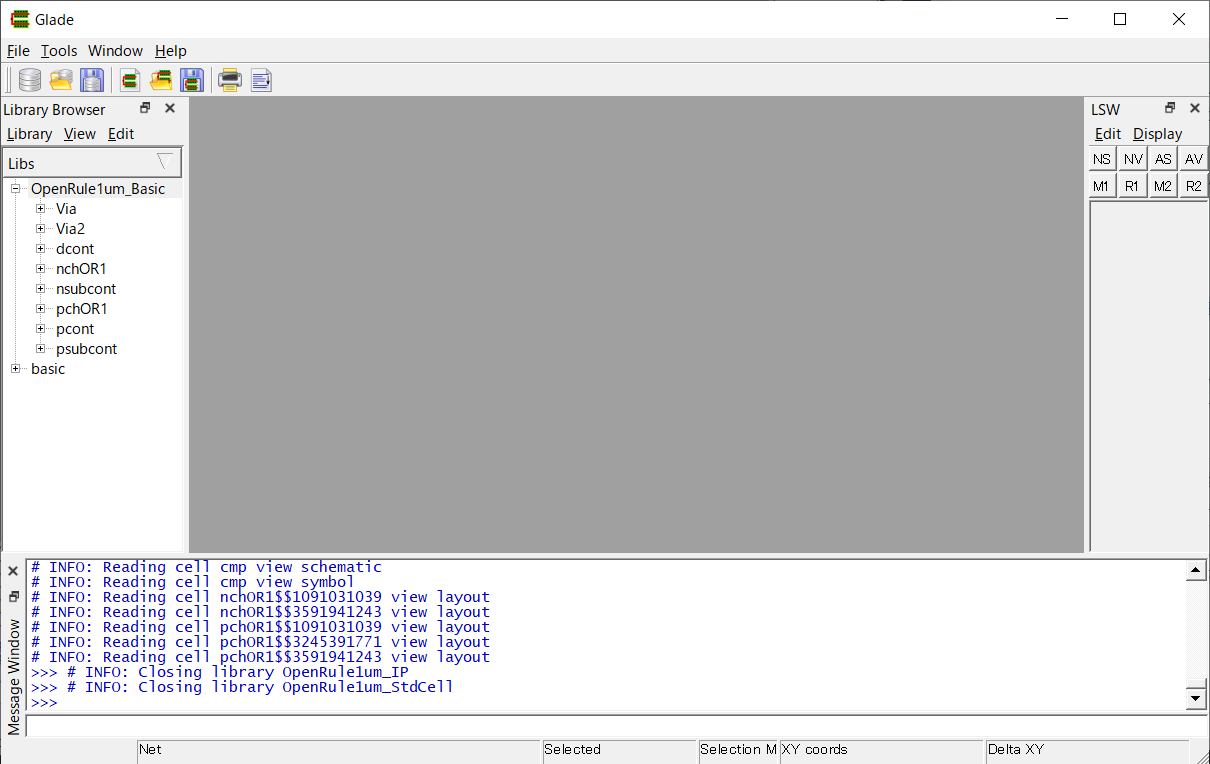 Glade
File Tools Window Help
Library Browser
Library View Edit
Libs
OpenRule1um_Basic
Via
Via2
dcont
nchOR1
nsubcont
pchOR1
pcont
psubcont
basic
LSW
Edit Display
NS NV AS AV
M1 R1 M2 R2
Message Window
# INFO: Reading cell cmp view schematic
# INFO: Reading cell cmp view symbol
# INFO: Reading cell nchOR1$$1091031039 view layout
# INFO: Reading cell nchOR1$$3591941243 view layout
# INFO: Reading cell pchOR1$$1091031039 view layout
# INFO: Reading cell pchOR1$$3245391771 view layout
# INFO: Reading cell pchOR1$$3591941243 view layout
>>> # INFO: Closing library OpenRule1um_IP
>>> # INFO: Closing library OpenRule1um_StdCell
>>>
Net Selected Selection M XY coords Delta XY